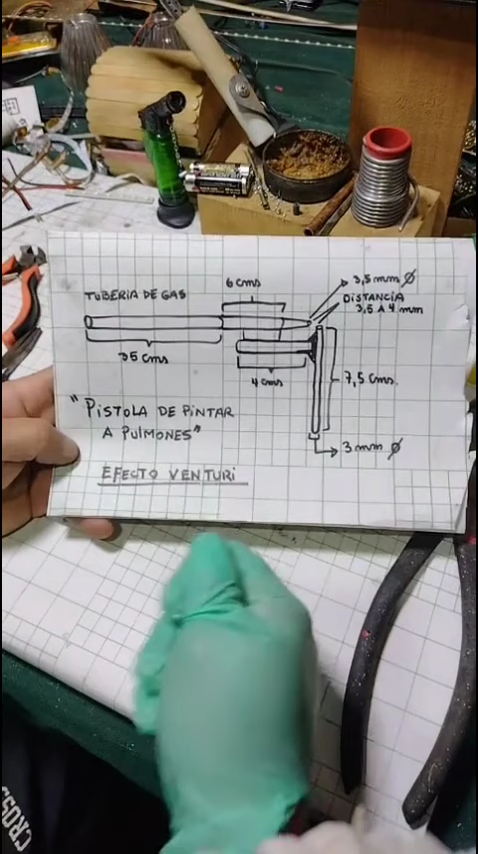 6 cms
3,5 mm Ø
TUBERIA DE GAS
DISTANCIA
3,5 A 4 mm
35 cms
4 cms
7,5 cms.
"PISTOLA DE PINTAR
A PULMONES"
3 mm Ø
EFECTO VENTURI
CROSS